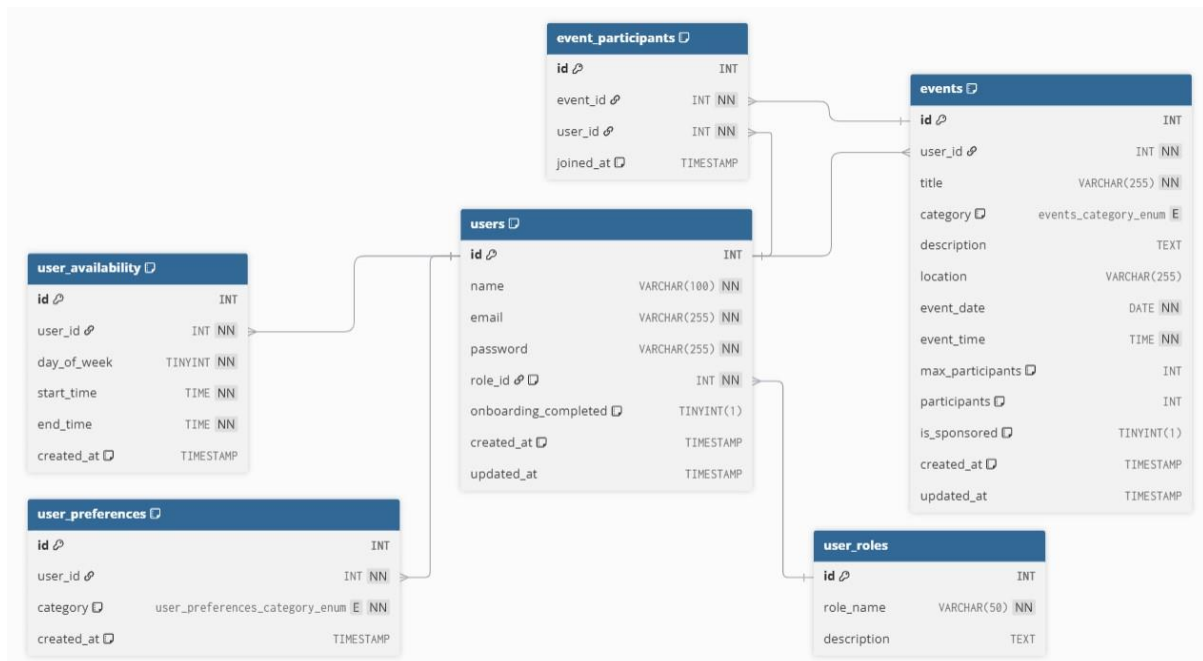 event_participants
id INT
event_id INT NN
user_id INT NN
joined_at TIMESTAMP
events
id INT
user_id INT NN
title VARCHAR(255) NN
category events_category_enum E
description TEXT
location VARCHAR(255)
event_date DATE NN
event_time TIME NN
max_participants INT
participants INT
is_sponsored TINYINT(1)
created_at TIMESTAMP
updated_at TIMESTAMP
users
id INT
name VARCHAR(100) NN
email VARCHAR(255) NN
password VARCHAR(255) NN
role_id INT NN
onboarding_completed TINYINT(1)
created_at TIMESTAMP
updated_at TIMESTAMP
user_availability
id INT
user_id INT NN
day_of_week TINYINT NN
start_time TIME NN
end_time TIME NN
created_at TIMESTAMP
user_preferences
id INT
user_id INT NN
category user_preferences_category_enum E NN
created_at TIMESTAMP
user_roles
id INT
role_name VARCHAR(50) NN
description TEXT